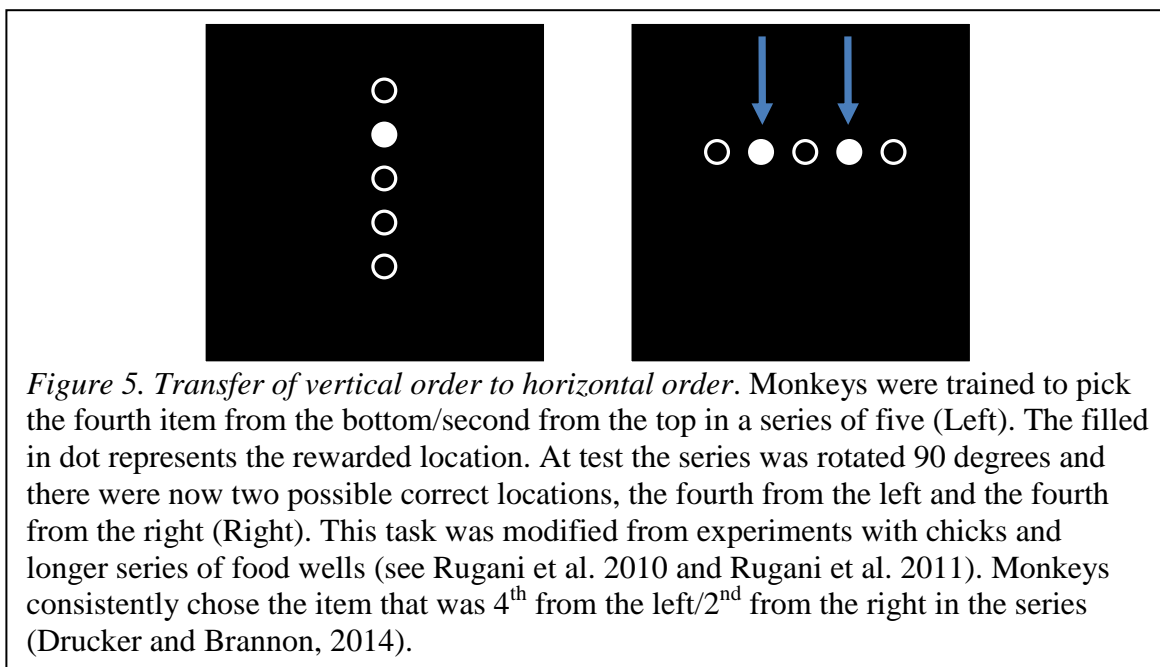 Figure 5. Transfer of vertical order to horizontal order. Monkeys were trained to pick
the fourth item from the bottom/second from the top in a series of five (Left). The filled
in dot represents the rewarded location. At test the series was rotated 90 degrees and
there were now two possible correct locations, the fourth from the left and the fourth
from the right (Right). This task was modified from experiments with chicks and
longer series of food wells (see Rugani et al. 2010 and Rugani et al. 2011). Monkeys
consistently chose the item that was 4th from the left/2nd from the right in the series
(Drucker and Brannon, 2014).